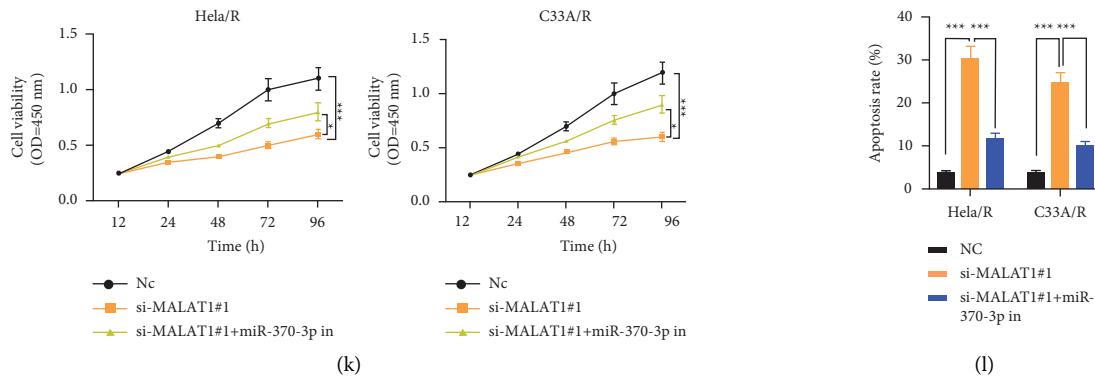 Hela/R
1.5
1.0
0.5
0.0
Cell viability
(OD=450 nm)
12 24 48 72 96
Time (h)
*
***
Nc
si-MALAT1#1
si-MALAT1#1+miR-370-3p in
C33A/R
1.5
1.0
0.5
0.0
Cell viability
(OD=450 nm)
12 24 48 72 96
Time (h)
*
***
Nc
si-MALAT1#1
si-MALAT1#1+miR-370-3p in
(k)
*** *** *** ***
40
30
20
10
0
Apoptosis rate (%)
Hela/R C33A/R
NC
si-MALAT1#1
si-MALAT1#1+miR-
370-3p in
(l)